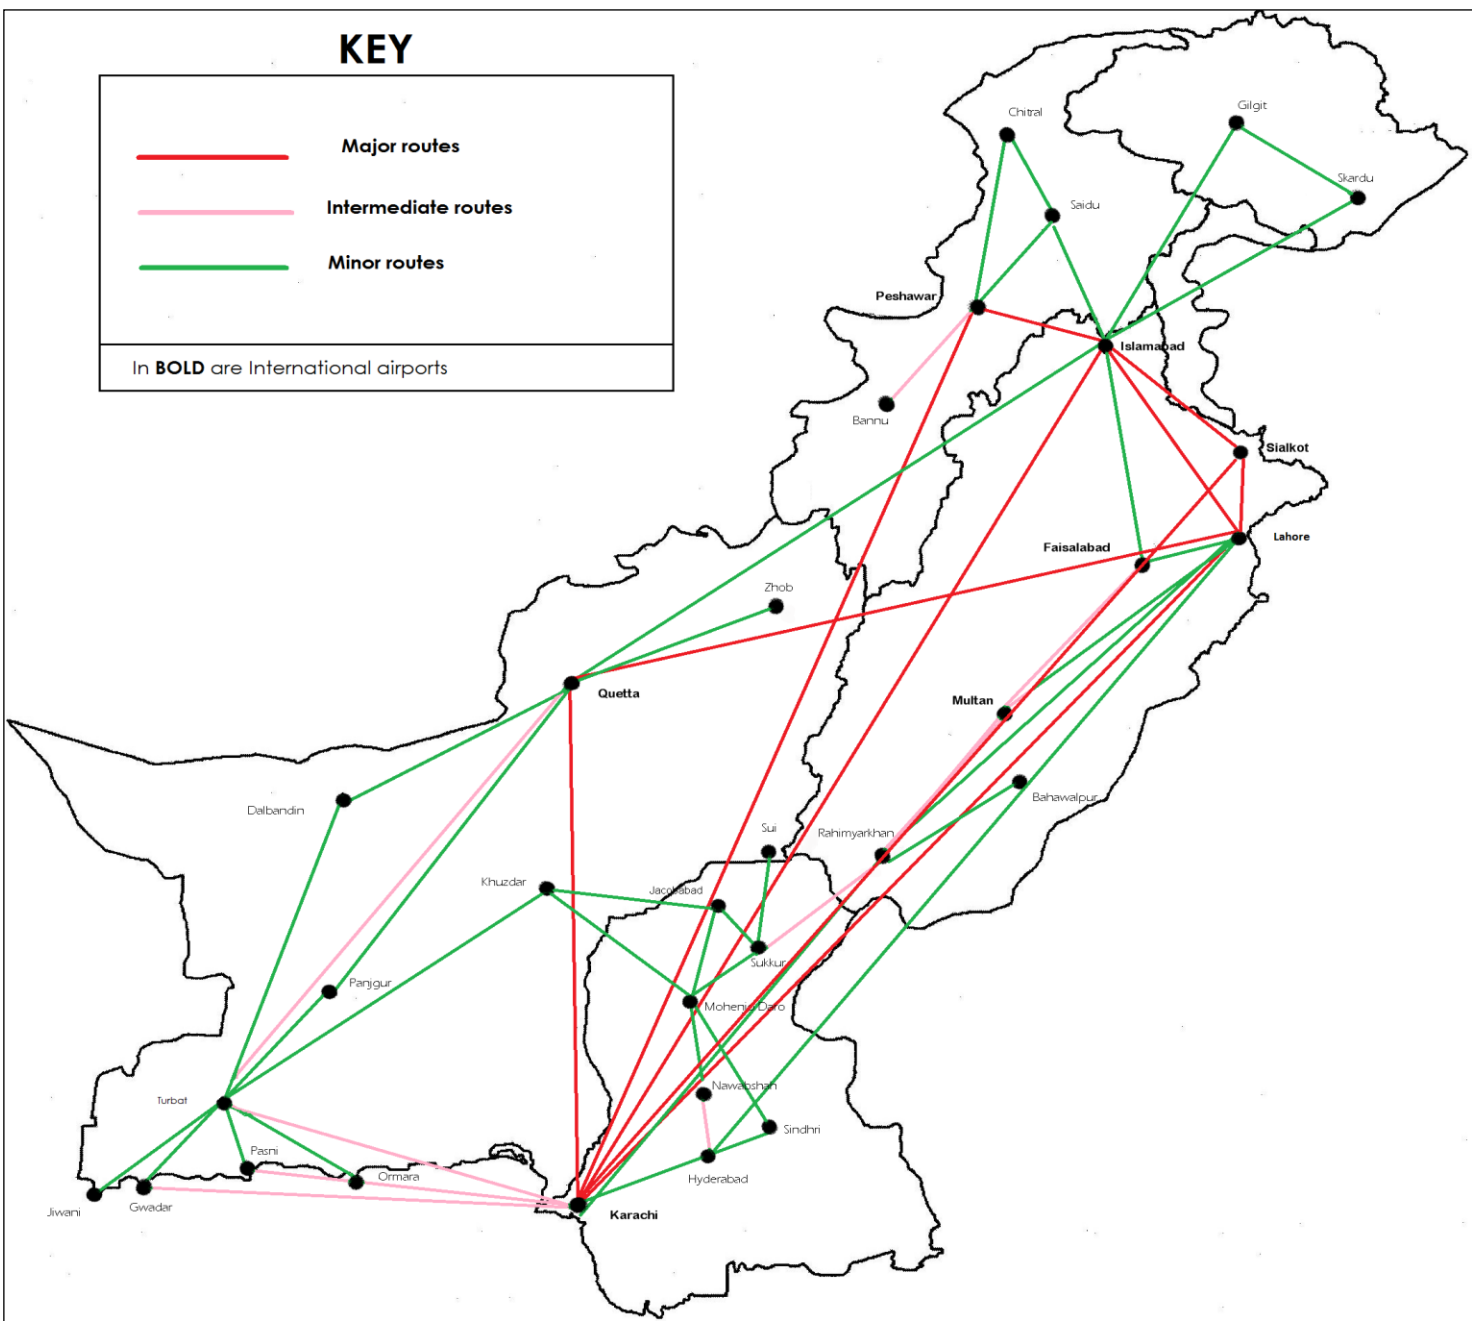 KEY
Major routes
Intermediate routes
Minor routes
In BOLD are International airports
Chitral
Gilgit
Skardu
Saidu
Peshawar
Islamabad
Bannu
Sialkot
Lahore
Faisalabad
Zhob
Quetta
Multan
Bahawalpur
Dalbandin
Sui
Rahimyarkhan
Khuzdar
Jacobabad
Sukkur
Panjgur
Mohenjo Daro
Nawabshah
Turbat
Sindhri
Pasni
Ormara
Hyderabad
Jiwani
Gwadar
Karachi